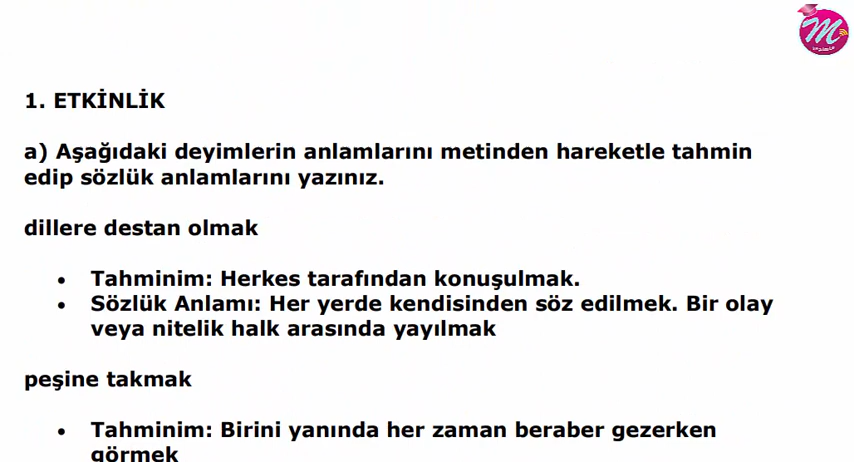 1. ETKİNLİK
a) Aşağıdaki deyimlerin anlamlarını metinden hareketle tahmin
edip sözlük anlamlarını yazınız.
dillere destan olmak
• Tahminim: Herkes tarafından konuşulmak.
• Sözlük Anlamı: Her yerde kendisinden söz edilmek. Bir olay
veya nitelik halk arasında yayılmak
peşine takmak
• Tahminim: Birini yanında her zaman beraber gezerken
görmek